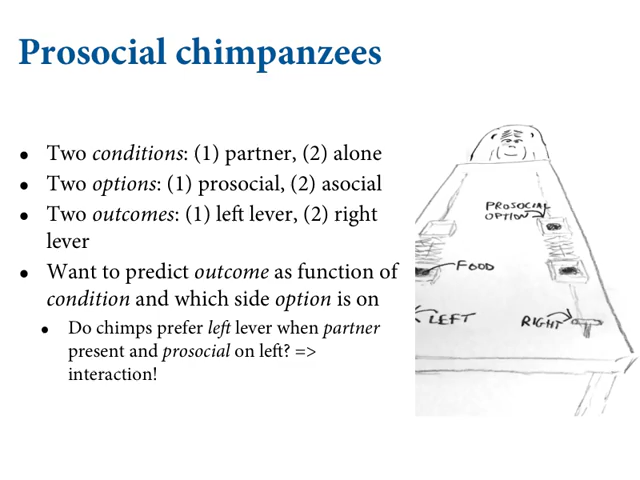 Prosocial chimpanzees
• Two conditions: (1) partner, (2) alone
• Two options: (1) prosocial, (2) asocial
• Two outcomes: (1) left lever, (2) right
lever
• Want to predict outcome as function of
condition and which side option is on
• Do chimps prefer left lever when partner
present and prosocial on left? =>
interaction!
PROSOCIAL
OPTION
FOOD
LEFT
RIGHT